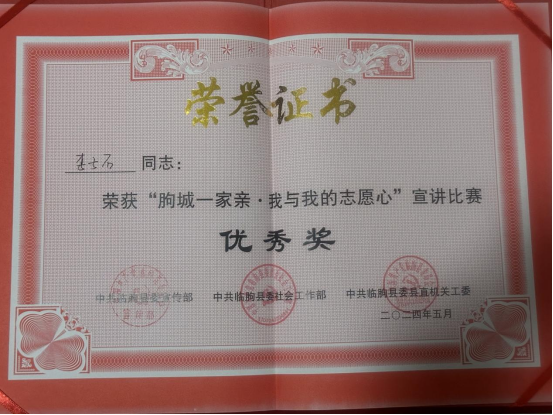 荣誉证书
同志：
荣获“朐城一家亲·我与我的志愿心”宣讲比赛
优秀奖
中共临朐县委宣传部 中共临朐县委社会工作部 中共临朐县委县直机关工委
二〇二四年五月